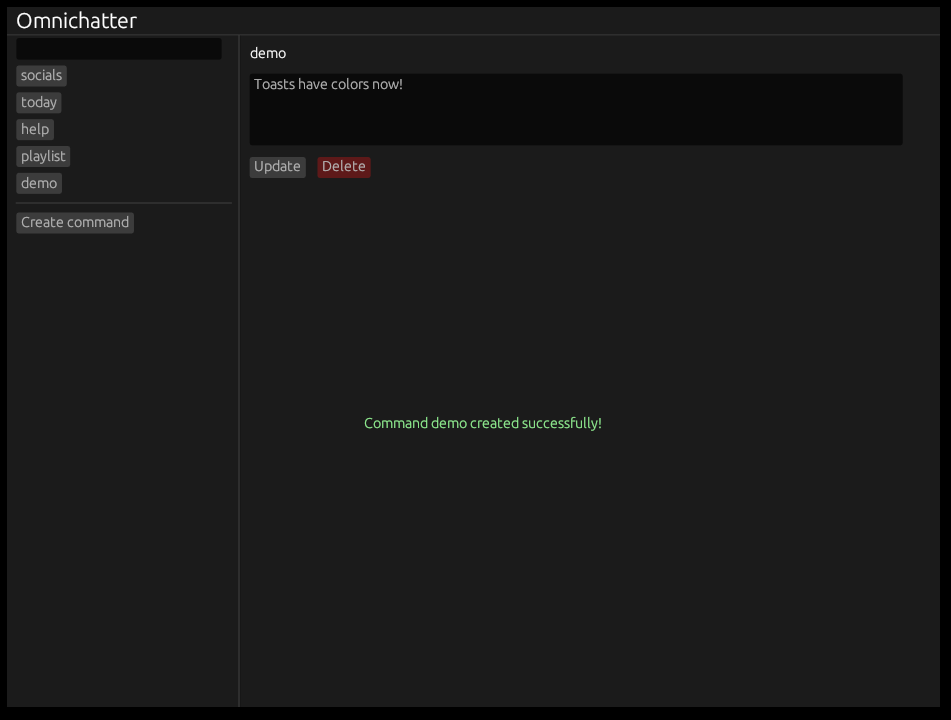 Omnichatter
socials
today
help
playlist
demo
Create command
demo
Toasts have colors now!
Update
Delete
Command demo created successfully!